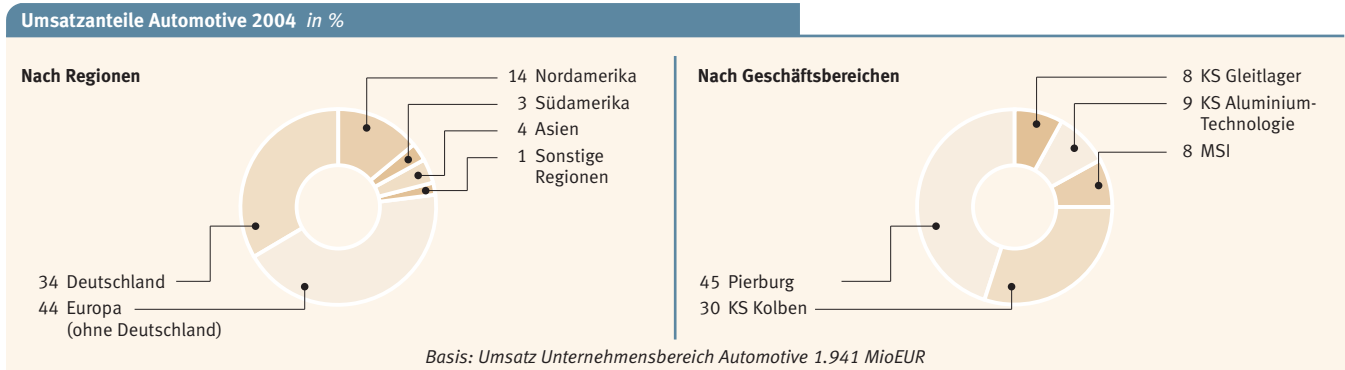 Umsatzanteile Automotive 2004 in %
Nach Regionen
14 Nordamerika
3 Südamerika
4 Asien
1 Sonstige
Regionen
34 Deutschland
44 Europa
(ohne Deutschland)
Nach Geschäftsbereichen
8 KS Gleitlager
9 KS Aluminium-
Technologie
8 MSI
45 Pierburg
30 KS Kolben
Basis: Umsatz Unternehmensbereich Automotive 1.941 MioEUR